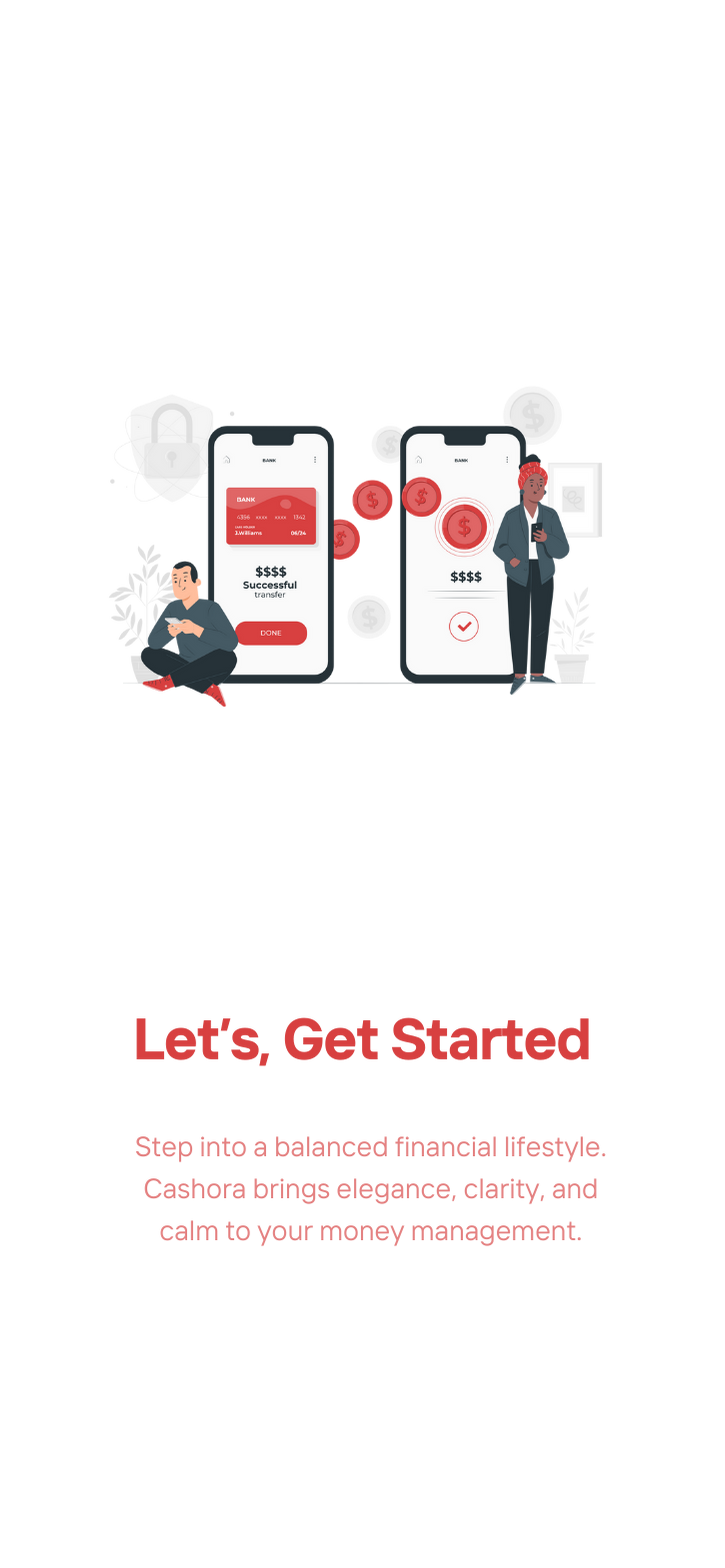 BANK
BANK
4356 xxxx xxxx 1342
J.Williams 06/24
$$$$
Successful
transfer
DONE
BANK
$$$$
Let’s, Get Started
Step into a balanced financial lifestyle.
Cashora brings elegance, clarity, and
calm to your money management.